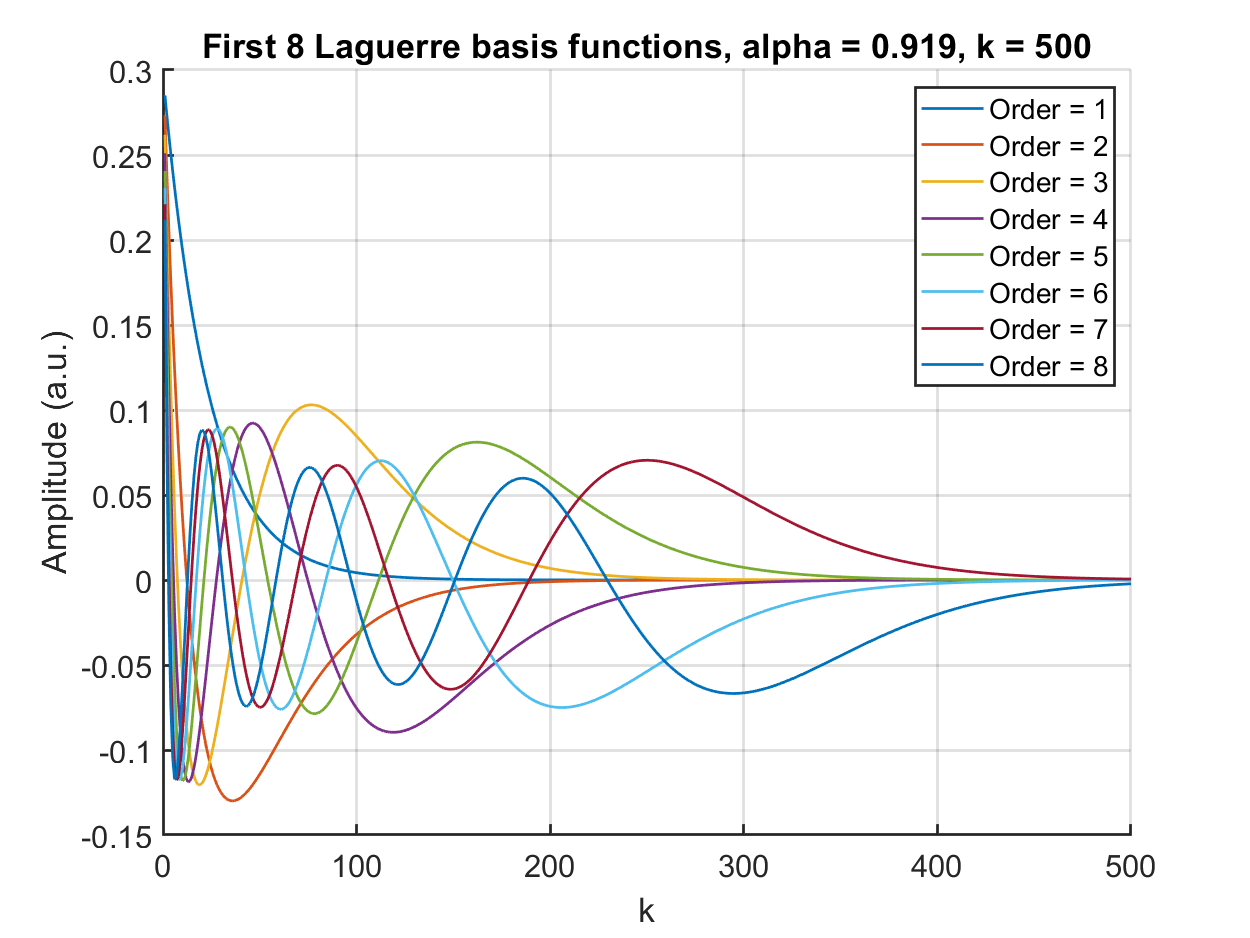 First 8 Laguerre basis functions, alpha = 0.919, k = 500
0.3
0.25
0.2
0.15
0.1
0.05
0
-0.05
-0.1
-0.15
Amplitude (a.u.)
Order = 1
Order = 2
Order = 3
Order = 4
Order = 5
Order = 6
Order = 7
Order = 8
0 100 200 300 400 500
k